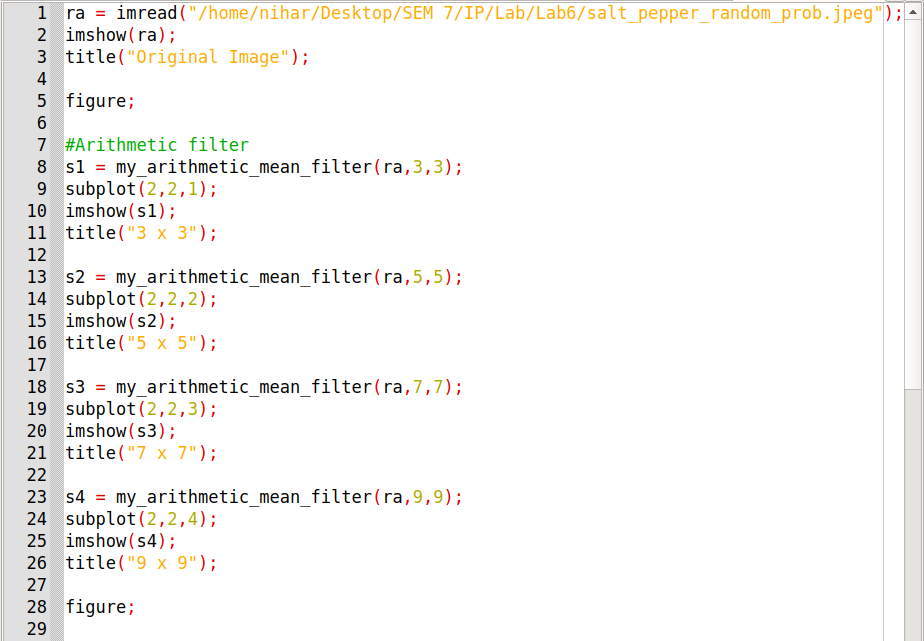 1 ra = imread("/home/nihar/Desktop/SEM 7/IP/Lab/Lab6/salt_pepper_random_prob.jpeg");
2 imshow(ra);
3 title("Original Image");
4
5 figure;
6
7 #Arithmetic filter
8 s1 = my_arithmetic_mean_filter(ra,3,3);
9 subplot(2,2,1);
10 imshow(s1);
11 title("3 x 3");
12
13 s2 = my_arithmetic_mean_filter(ra,5,5);
14 subplot(2,2,2);
15 imshow(s2);
16 title("5 x 5");
17
18 s3 = my_arithmetic_mean_filter(ra,7,7);
19 subplot(2,2,3);
20 imshow(s3);
21 title("7 x 7");
22
23 s4 = my_arithmetic_mean_filter(ra,9,9);
24 subplot(2,2,4);
25 imshow(s4);
26 title("9 x 9");
27
28 figure;
29